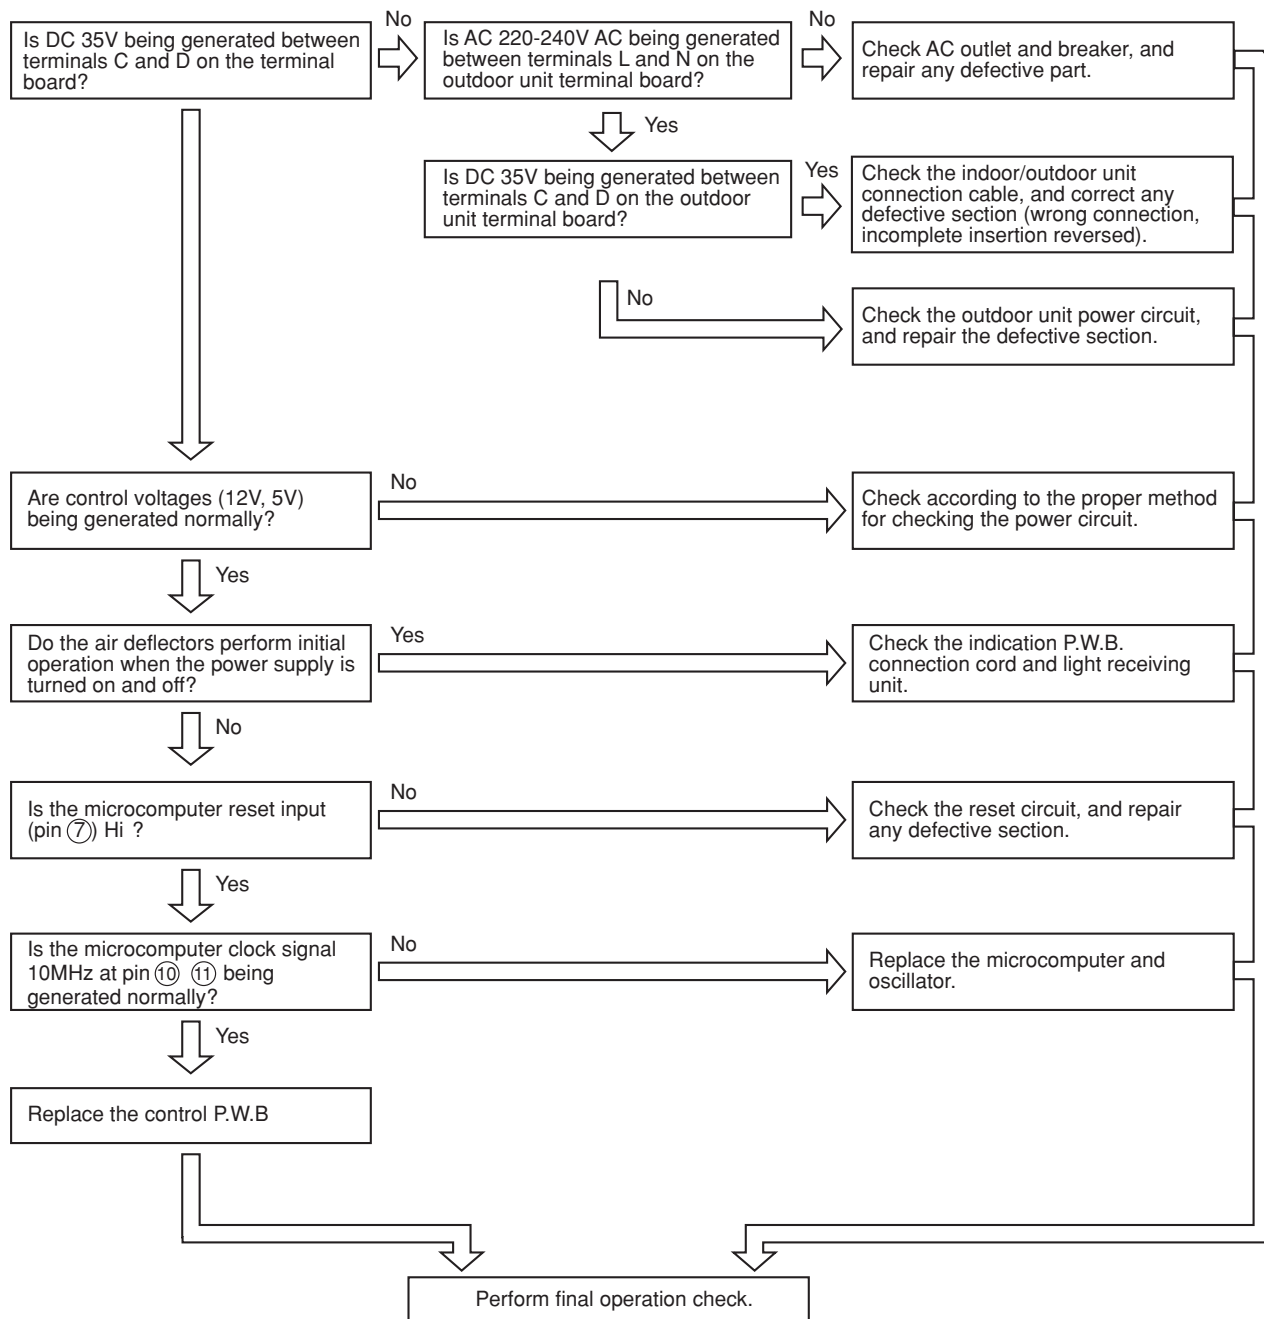 Is DC 35V being generated between
terminals C and D on the terminal
board?
No
Is AC 220-240V AC being generated
between terminals L and N on the
outdoor unit terminal board?
No
Check AC outlet and breaker, and
repair any defective part.
Yes
Is DC 35V being generated between
terminals C and D on the outdoor
unit terminal board?
Yes
Check the indoor/outdoor unit
connection cable, and correct any
defective section (wrong connection,
incomplete insertion reversed).
No
Check the outdoor unit power circuit,
and repair the defective section.
Are control voltages (12V, 5V)
being generated normally?
No
Check according to the proper method
for checking the power circuit.
Yes
Do the air deflectors perform initial
operation when the power supply is
turned on and off?
Yes
Check the indication P.W.B.
connection cord and light receiving
unit.
No
Is the microcomputer reset input
(pin ⑦) Hi ?
No
Check the reset circuit, and repair
any defective section.
Yes
Is the microcomputer clock signal
10MHz at pin ⑩ ⑪ being
generated normally?
No
Replace the microcomputer and
oscillator.
Yes
Replace the control P.W.B
Perform final operation check.